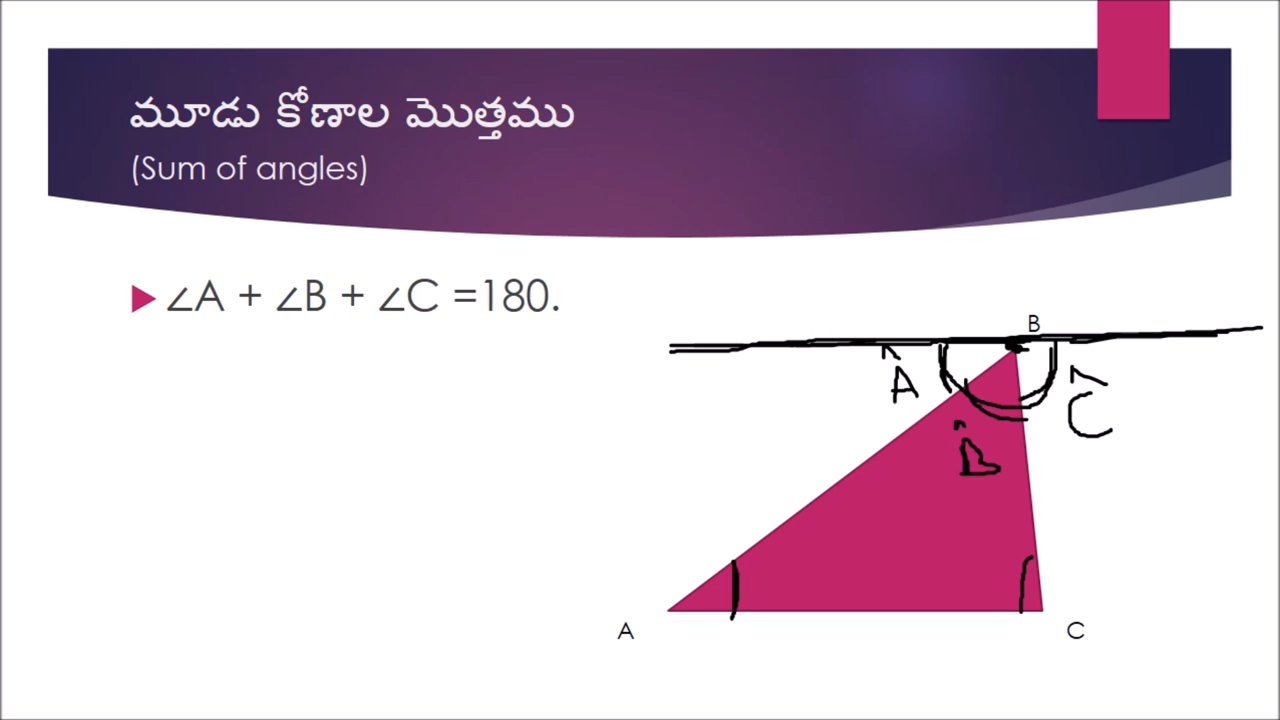 మూడు కోణాల మొత్తము
(Sum of angles)
∠A + ∠B + ∠C =180.
B
A
C
B
A
C